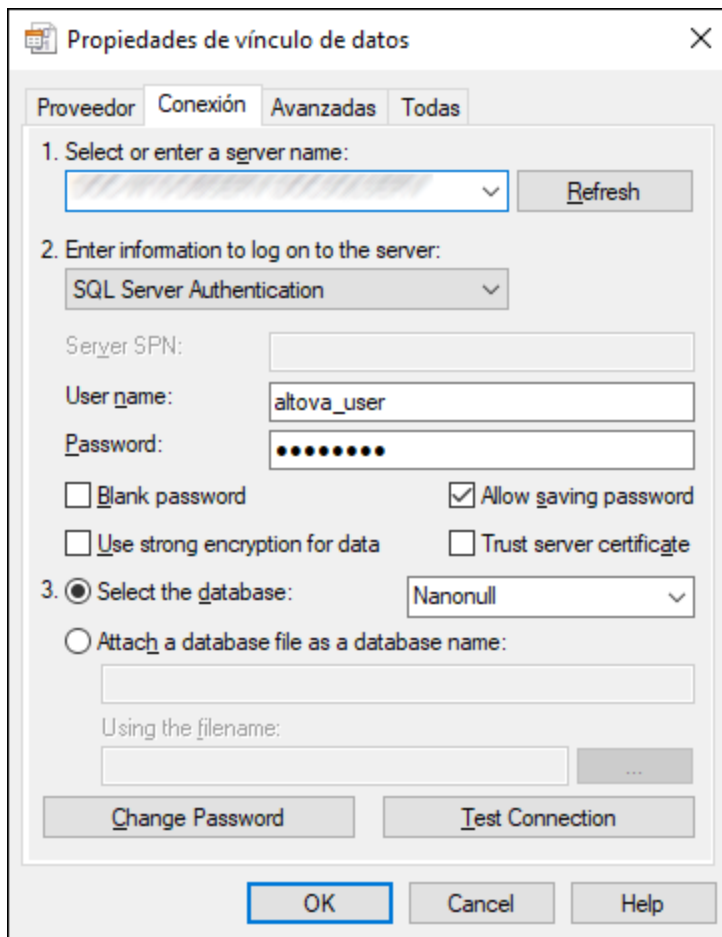 Propiedades de vínculo de datos
Proveedor Conexión Avanzadas Todas
1. Select or enter a server name:
Refresh
2. Enter information to log on to the server:
SQL Server Authentication
Server SPN:
User name: altova_user
Password: ●●●●●●●●
Blank password Allow saving password
Use strong encryption for data Trust server certificate
3. Select the database: Nanonull
Attach a database file as a database name:
Using the filename:
...
Change Password Test Connection
OK Cancel Help